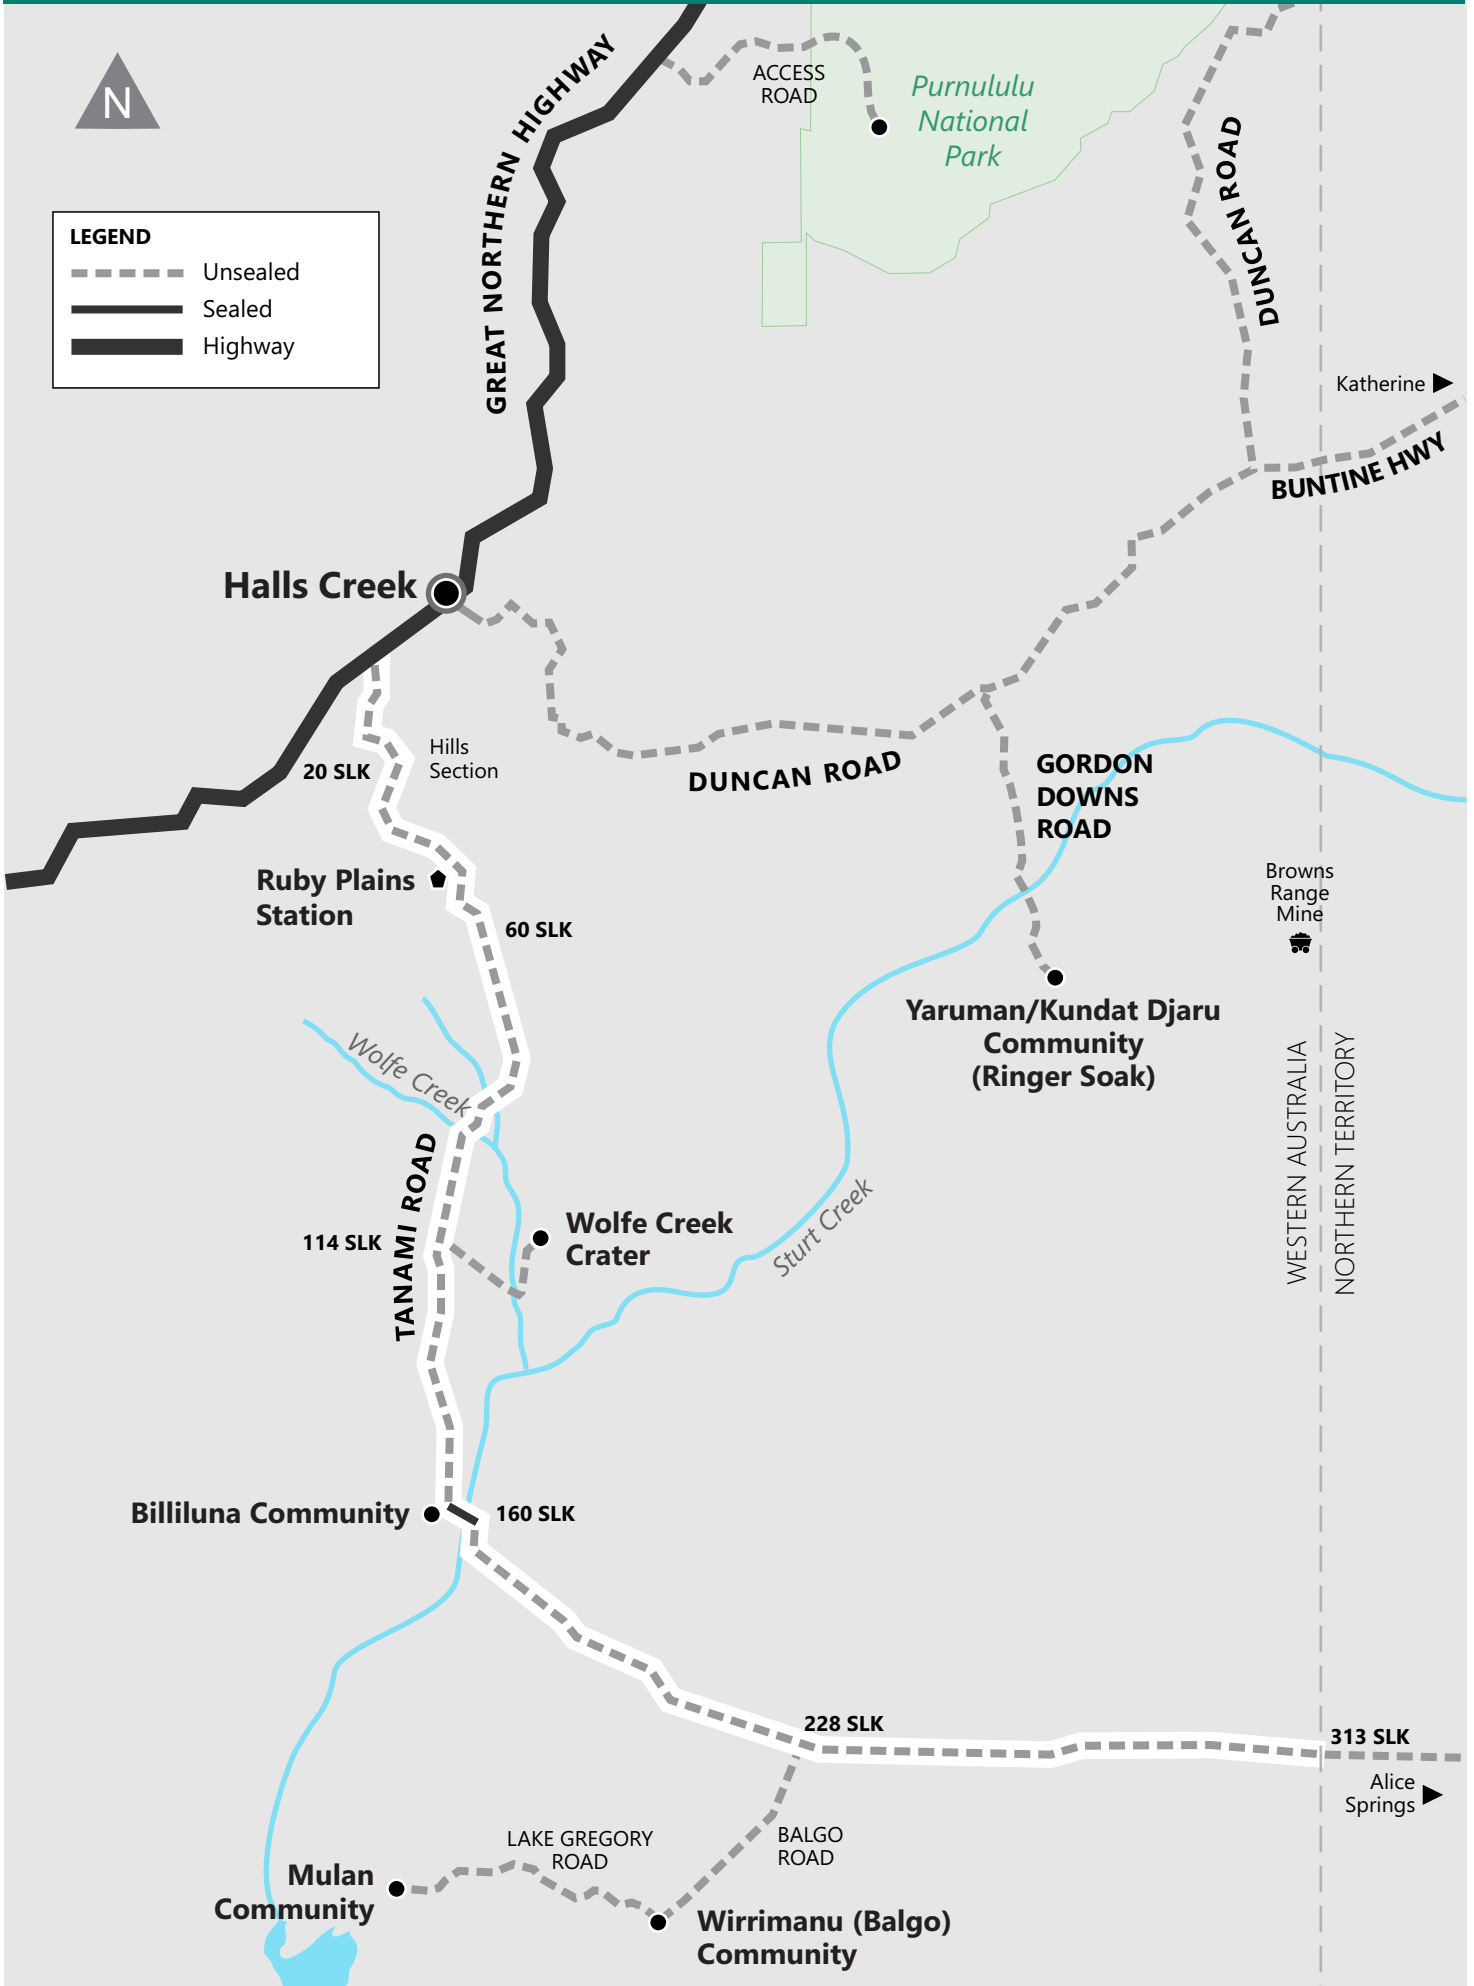 N
GREAT NORTHERN HIGHWAY
ACCESS
ROAD
Purnululu
National
Park
DUNCAN ROAD
LEGEND
Unsealed
Sealed
Highway
Katherine
BUNTINE HWY
Halls Creek
Hills
Section
20 SLK
DUNCAN ROAD
GORDON
DOWNS
ROAD
Ruby Plains
Station
60 SLK
Browns
Range
Mine
Yaruman/Kundat Djaru
Community
(Ringer Soak)
Wolfe Creek
WESTERN AUSTRALIA
NORTHERN TERRITORY
TANAMI ROAD
114 SLK
Wolfe Creek
Crater
Sturt Creek
Billiluna Community
160 SLK
228 SLK
313 SLK
Alice
Springs
LAKE GREGORY
ROAD
BALGO
ROAD
Mulan
Community
Wirrimanu (Balgo)
Community